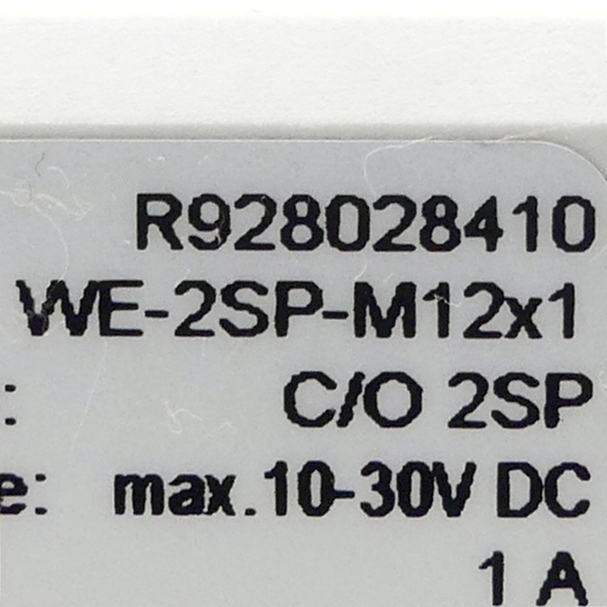 R928028410
WE-2SP-M12x1
: C/O 2SP
e: max.10-30V DC
1 A